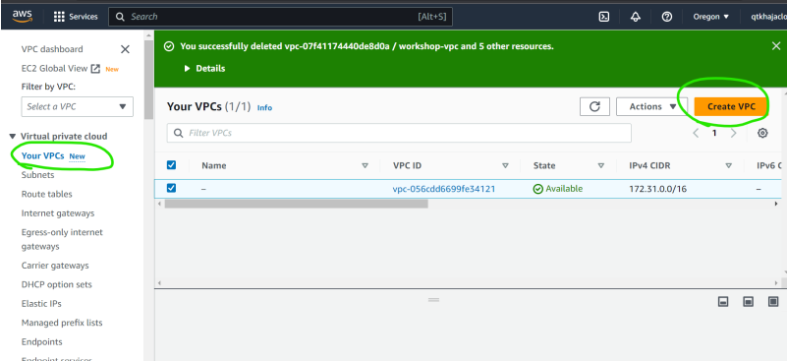 aws Services Search [Alt+S] Oregon qtkhajaclo
VPC dashboard
EC2 Global View New
Filter by VPC:
Select a VPC
Virtual private cloud
Your VPCs New
Subnets
Route tables
Internet gateways
Egress-only internet
gateways
Carrier gateways
DHCP option sets
Elastic IPs
Managed prefix lists
Endpoints
Endpoint services
You successfully deleted vpc-07f41174440de8d0a / workshop-vpc and 5 other resources.
Details
Your VPCs (1/1) Info Actions Create VPC
Filter VPCs 1
Name VPC ID State IPv4 CIDR IPv6 C
– vpc-056cdd6699fe34121 Available 172.31.0.0/16 –